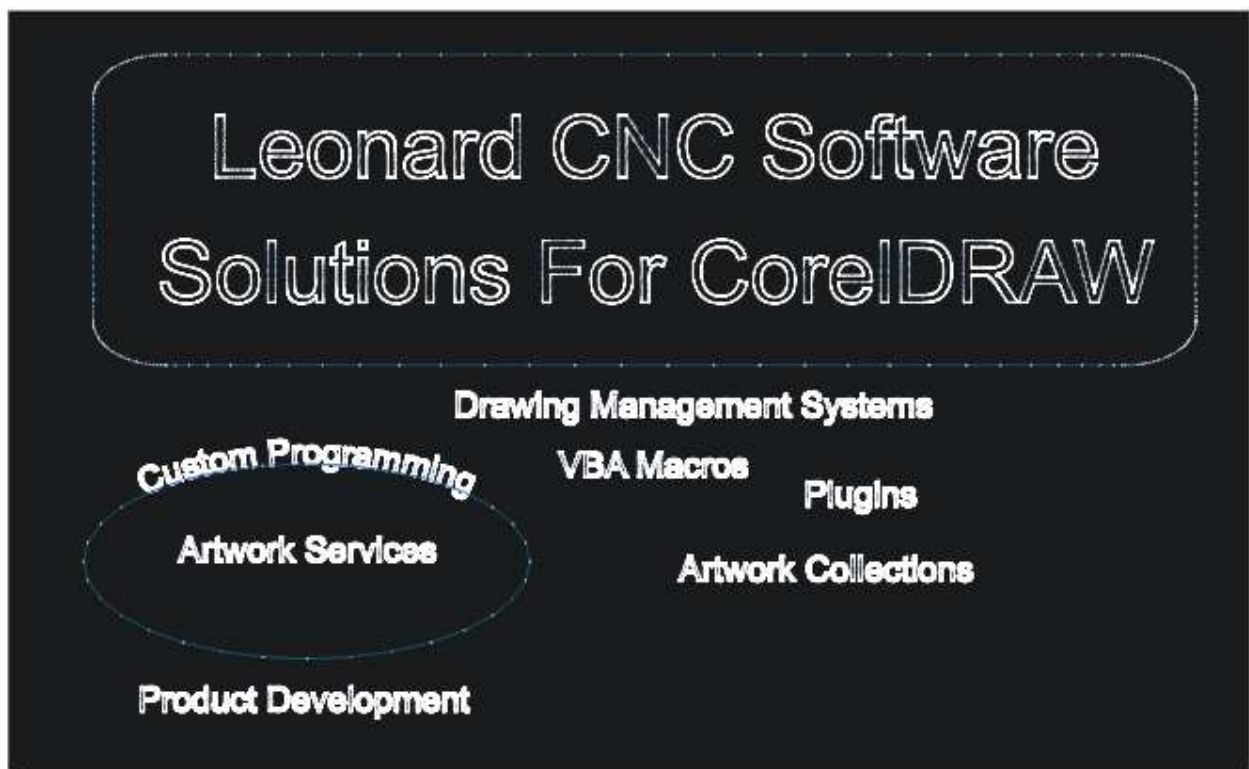 Leonard CNC Software
Solutions For CorelDRAW
Drawing Management Systems
Custom Programming
VBA Macros
Plugins
Artwork Services
Artwork Collections
Product Development